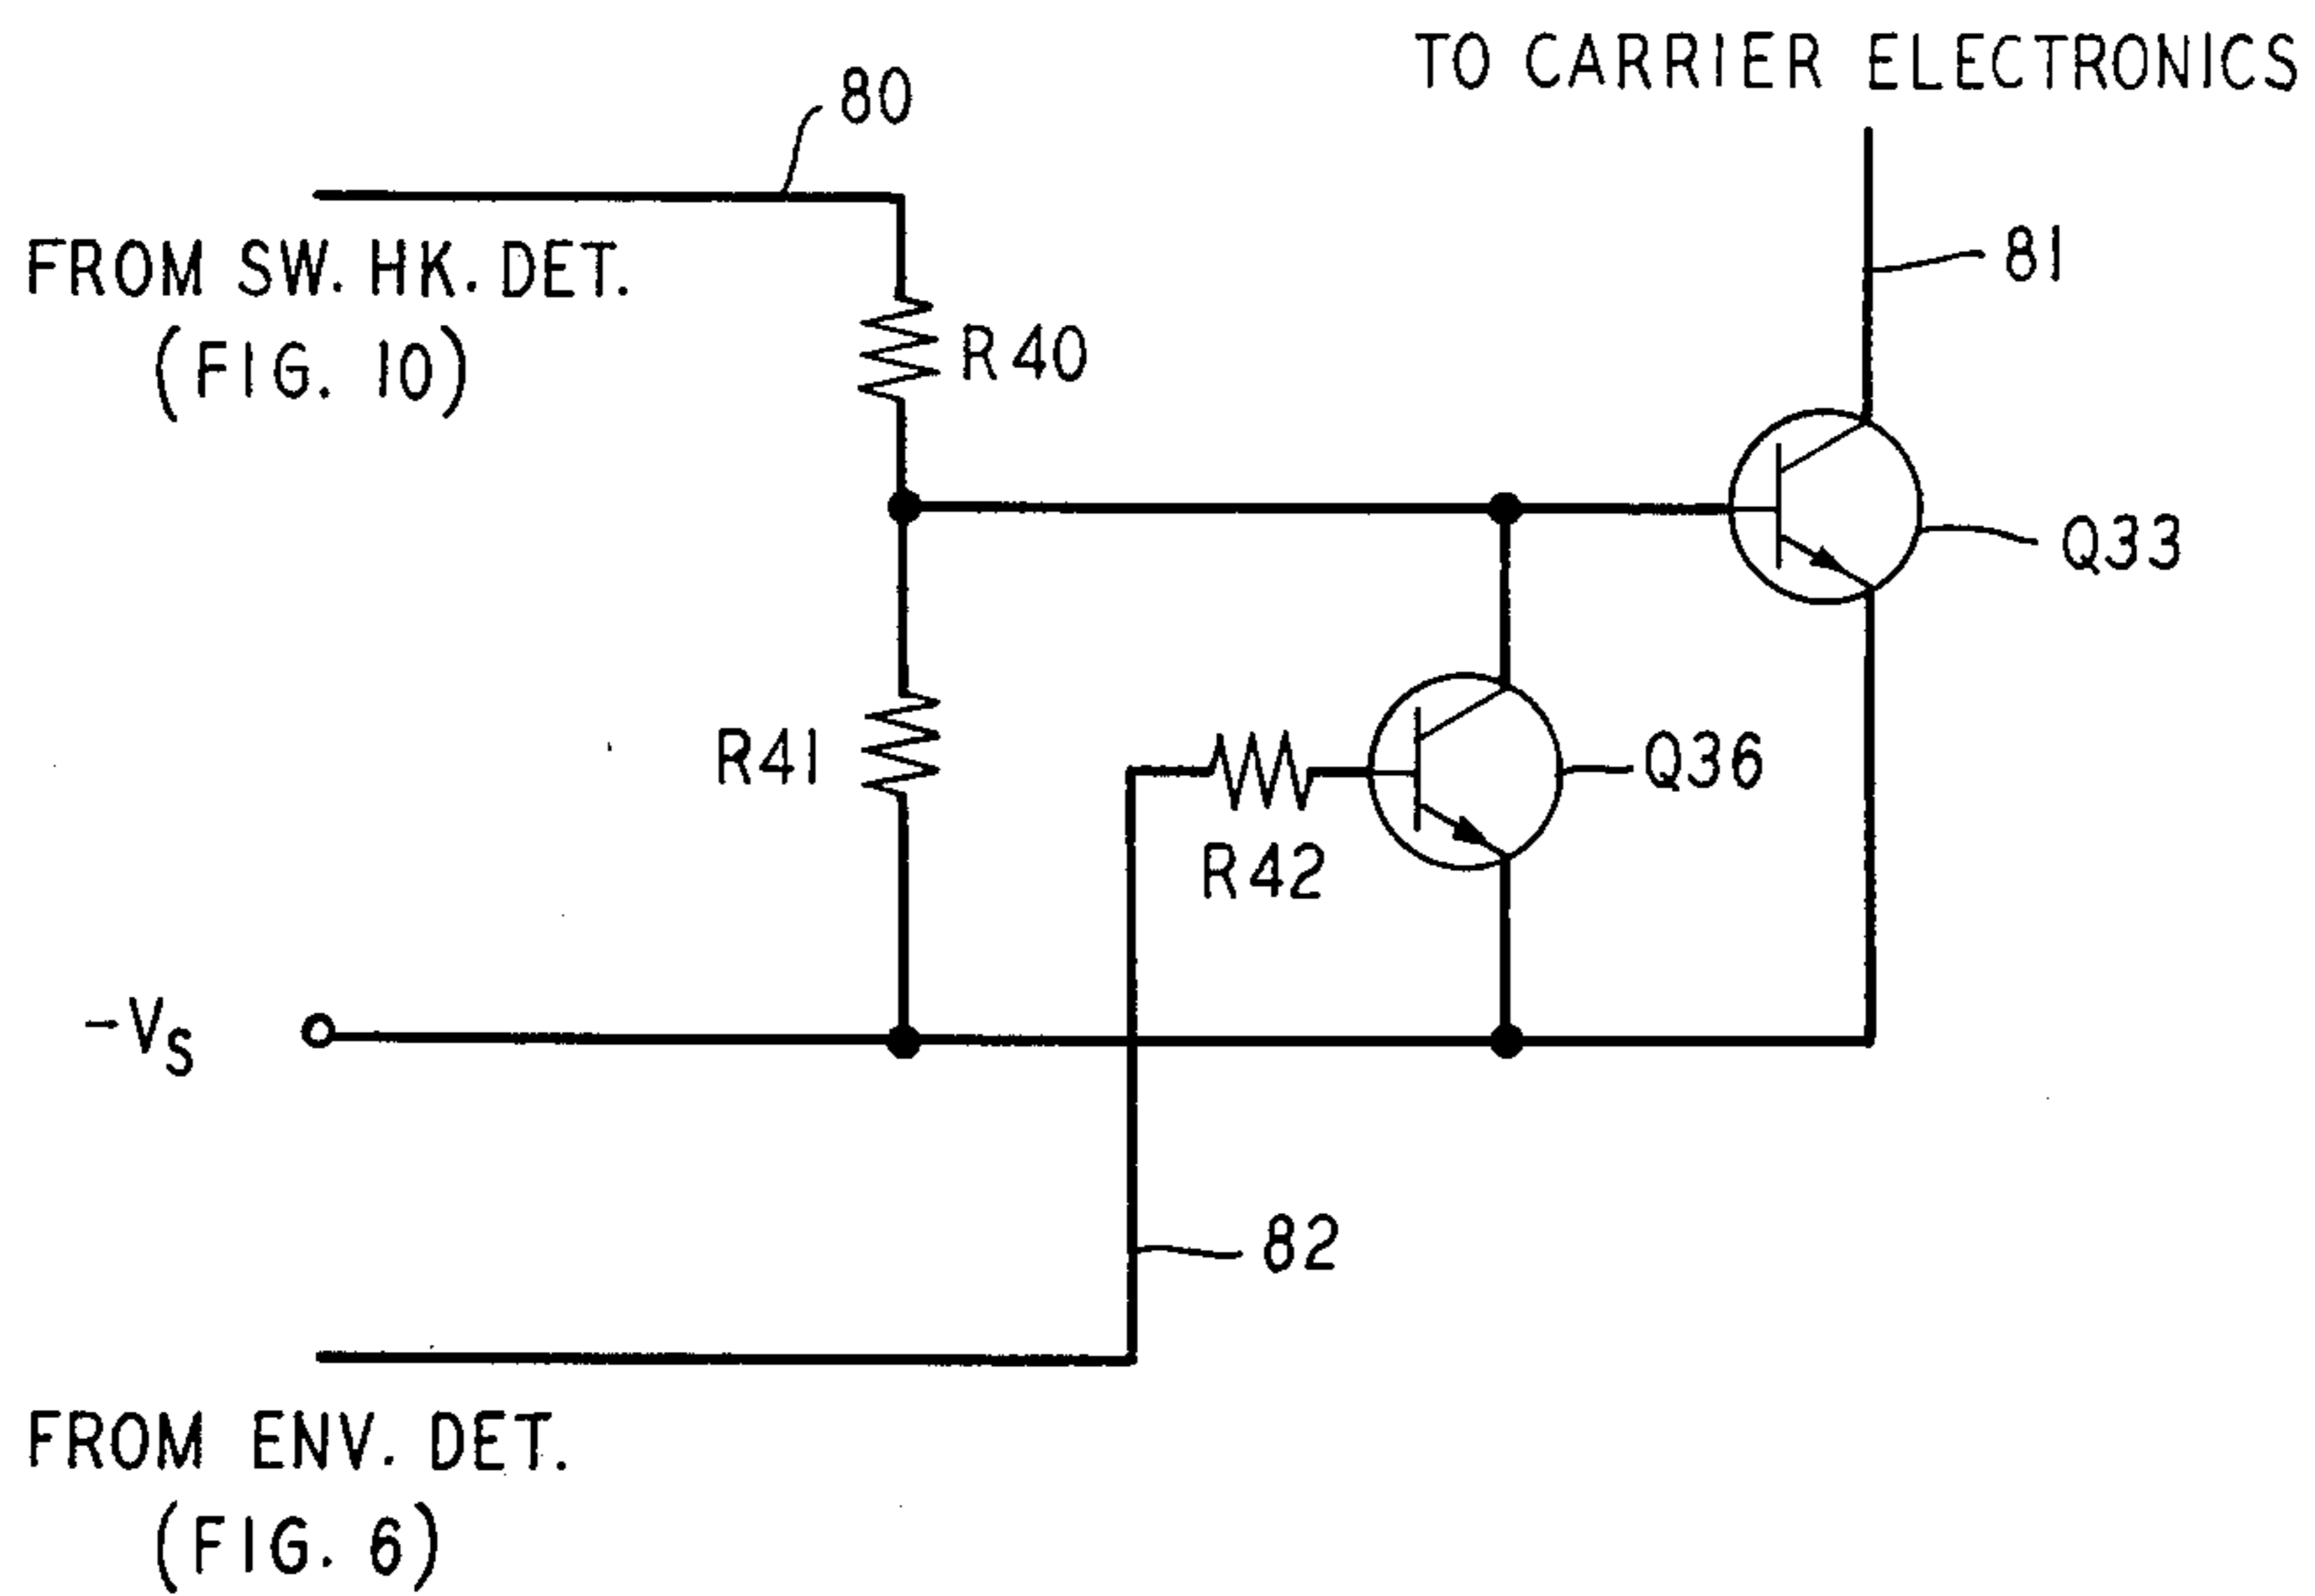 TO CARRIER ELECTRONICS
80
FROM SW. HK. DET.
(FIG. 10)
81
R40
Q33
R41
Q36
R42
-VS
82
FROM ENV. DET.
(FIG. 6)